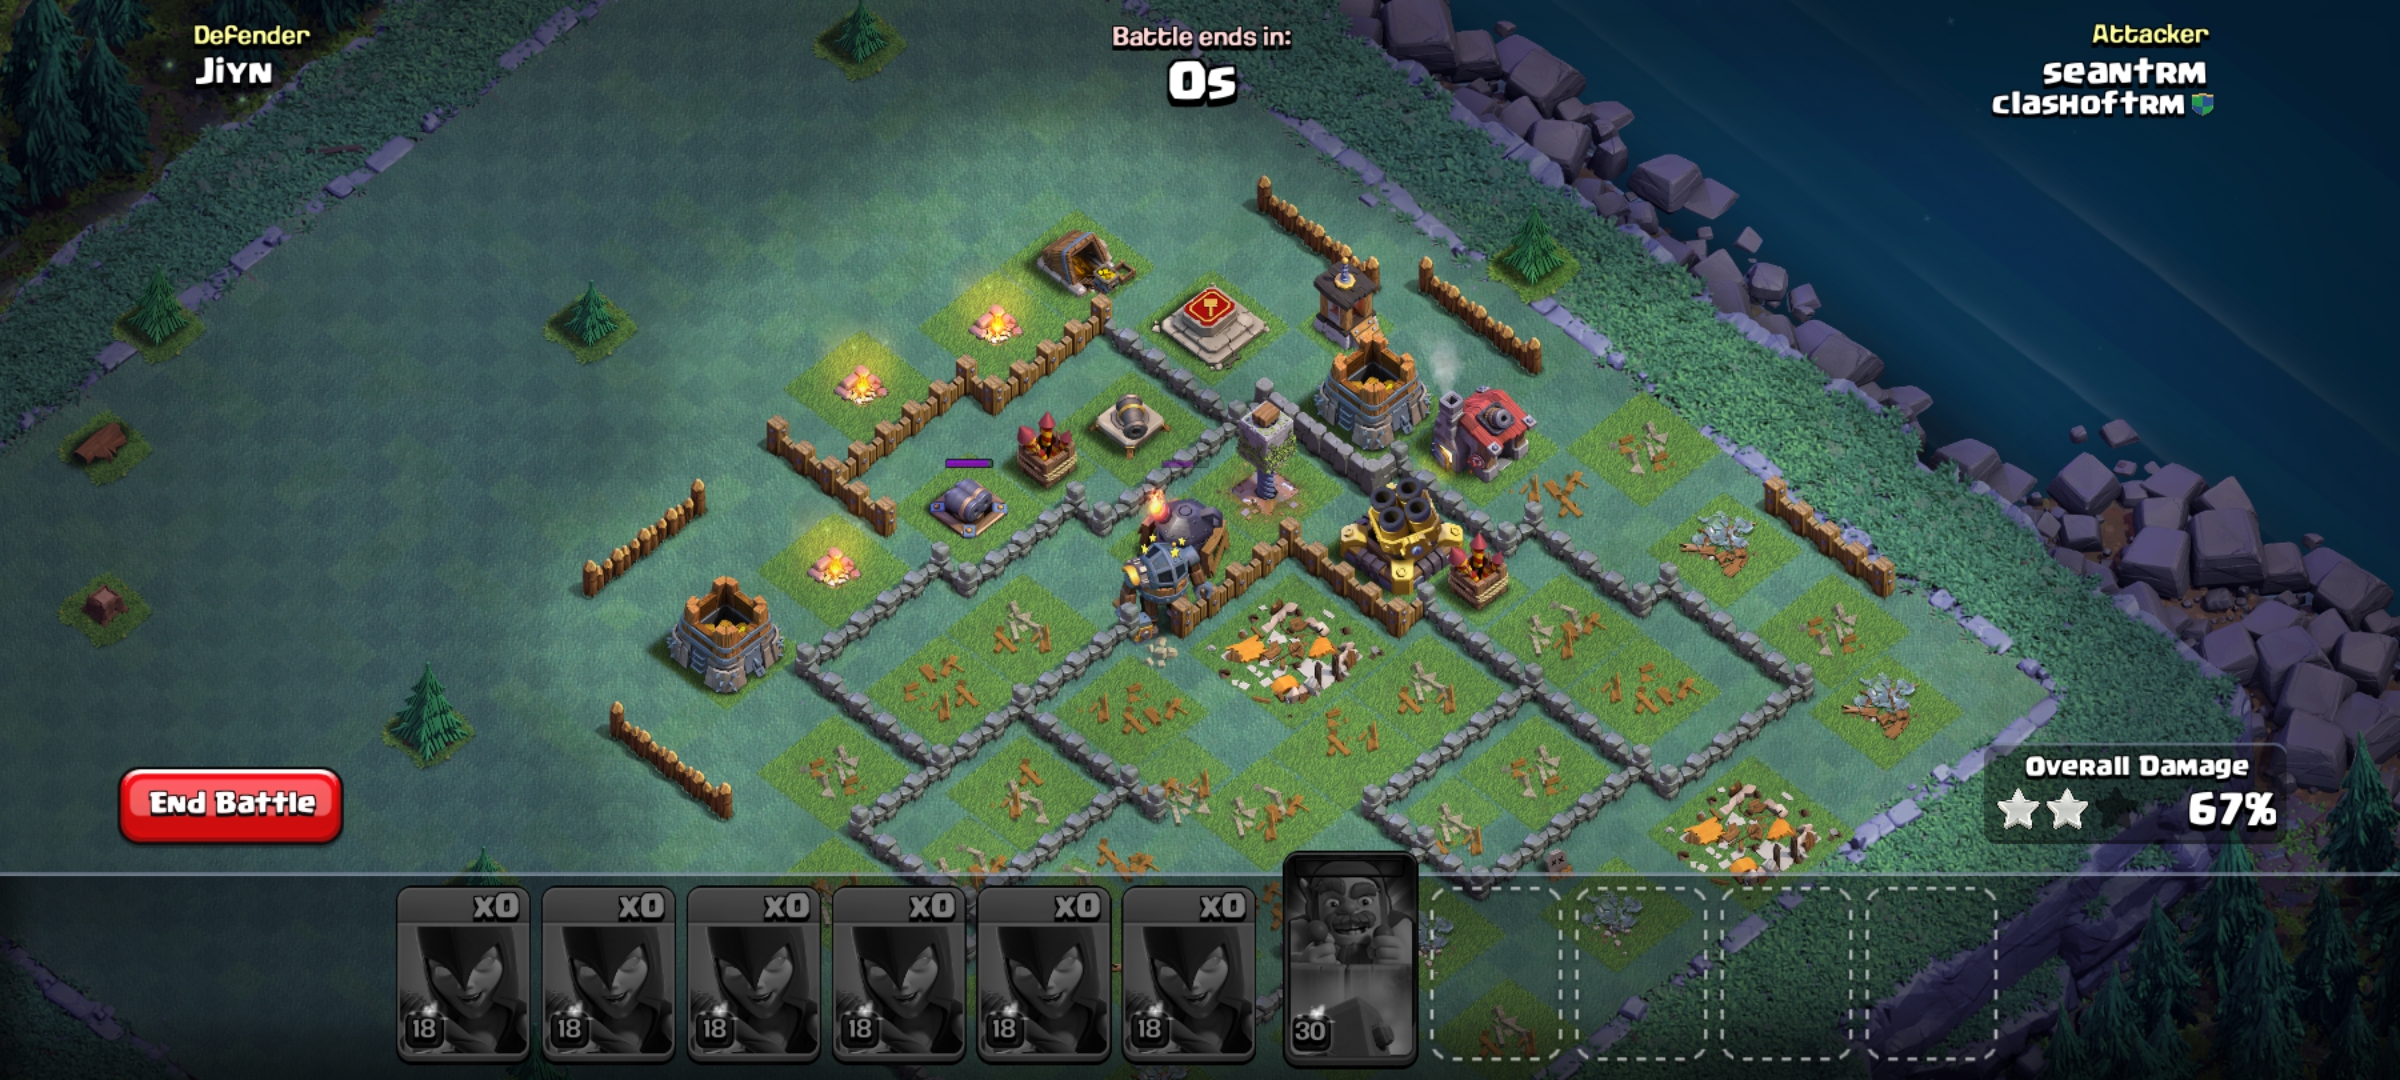 Defender
JiYN
Battle ends in:
0s
Attacker
seantRM
clashoftRM
End Battle
Overall Damage
67%
x0 x0 x0 x0 x0 x0
18 18 18 18 18 18 30